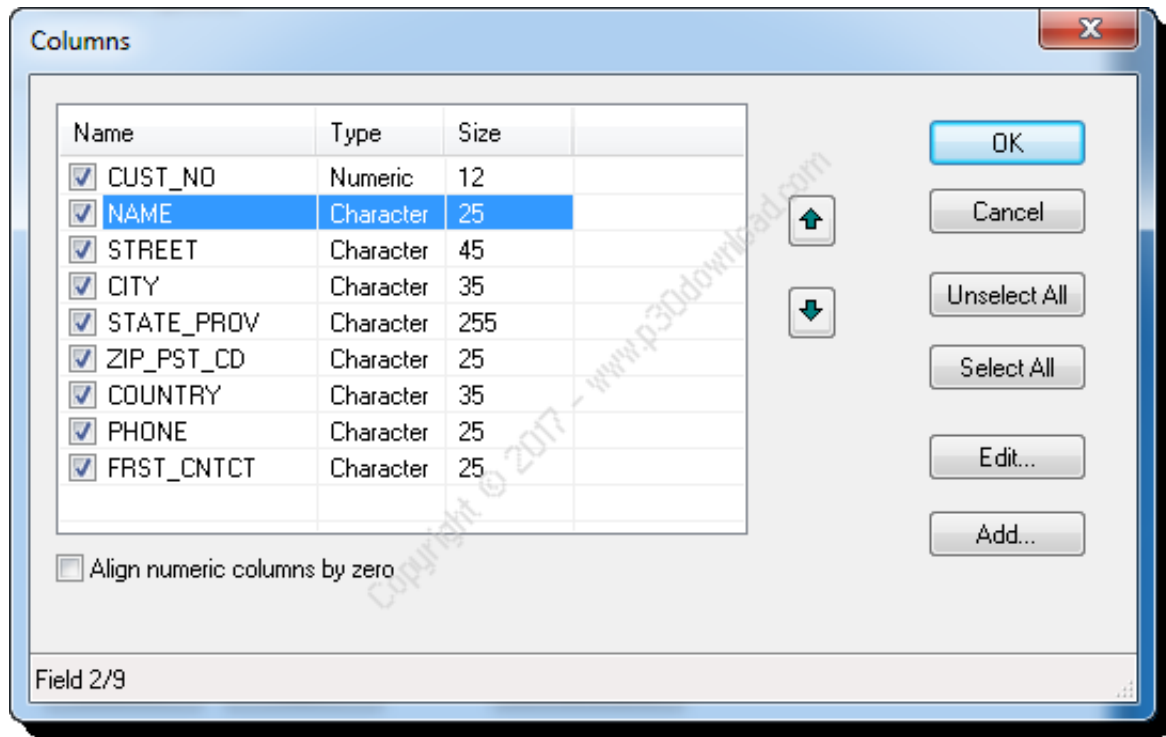 Columns
Name Type Size
CUST_NO Numeric 12
NAME Character 25
STREET Character 45
CITY Character 35
STATE_PROV Character 255
ZIP_PST_CD Character 25
COUNTRY Character 35
PHONE Character 25
FRST_CNTCT Character 25
Align numeric columns by zero
OK
Cancel
Unselect All
Select All
Edit...
Add...
Field 2/9
Copyright © 2017 - www.p30download.com